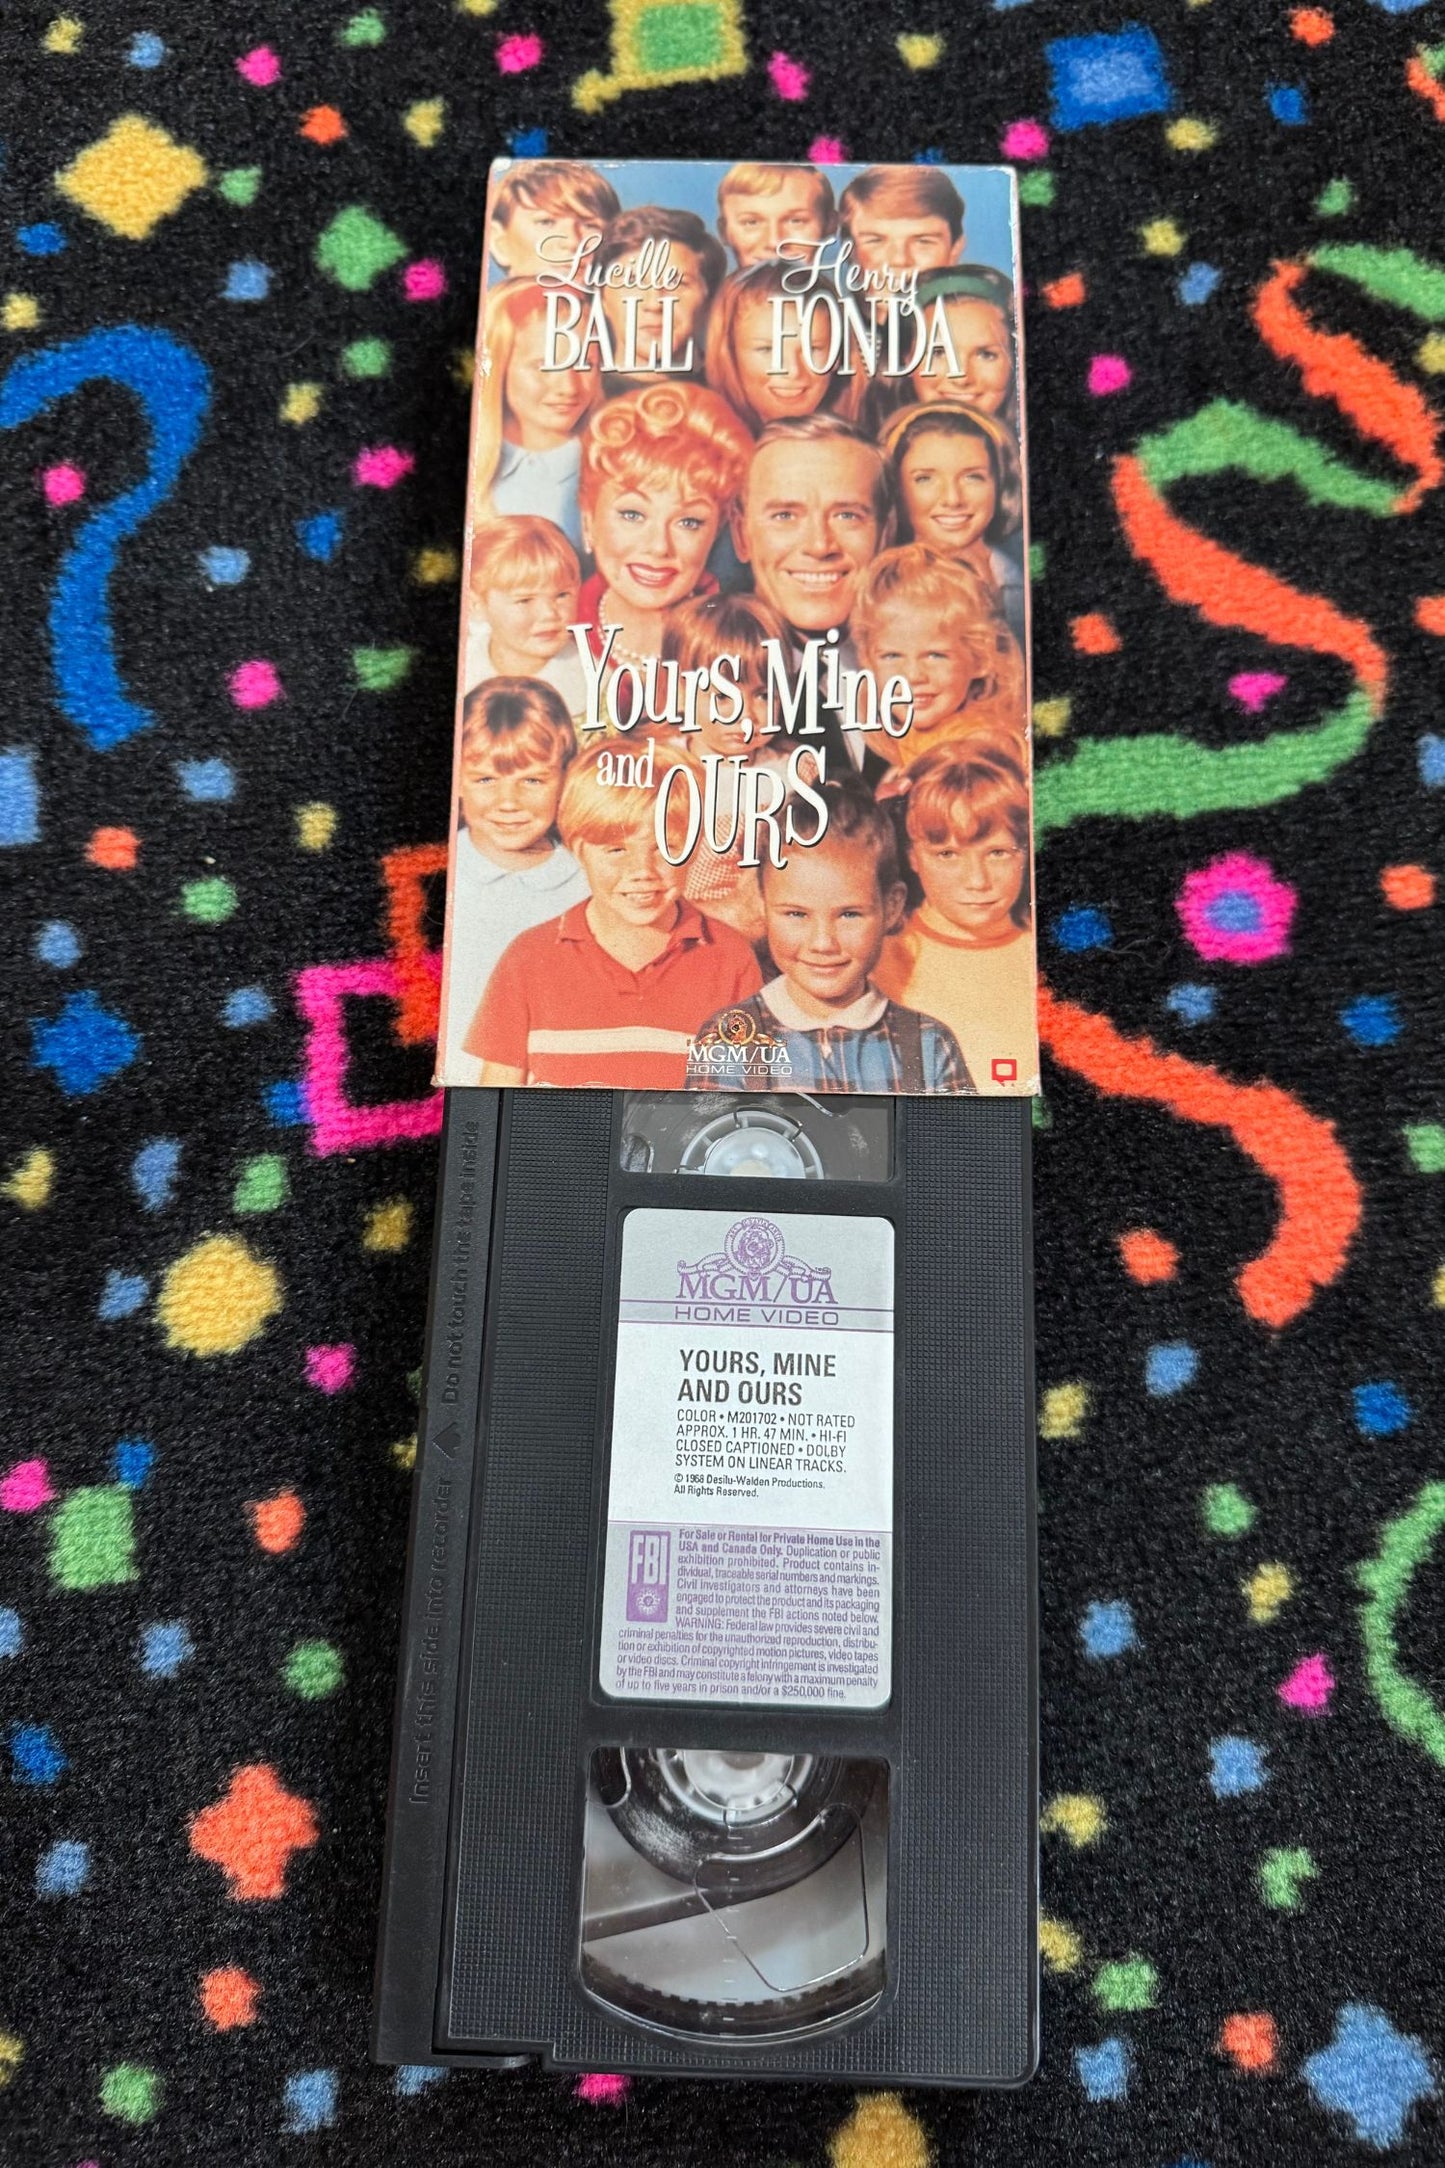 Lucille Henry
BALL FONDA
Yours, Mine
and OURS
MGM/UA
HOME VIDEO
MGM/UA
HOME VIDEO
YOURS, MINE
AND OURS
COLOR • M201702 • NOT RATED
APPROX. 1 HR. 47 MIN. • HI-FI
CLOSED CAPTIONED • DOLBY
SYSTEM ON LINEAR TRACKS.
© 1968 Desilu-Walden Productions.
All Rights Reserved.
FBI
For Sale or Rental for Private Home Use in the
USA and Canada Only. Duplication or public
exhibition prohibited. Product contains in-
dividual, traceable serial numbers and markings.
Civil investigators and attorneys have been
engaged to protect the product and its packaging
and supplement the FBI actions noted below.
WARNING: Federal law provides severe civil and
criminal penalties for the unauthorized reproduction, distribu-
tion or exhibition of copyrighted motion pictures, video tapes
or video discs. Criminal copyright infringement is investigated
by the FBI and may constitute a felony with a maximum penalty
of up to five years in prison and/or a $250,000 fine.
Insert this side into recorder Do not touch the tape inside